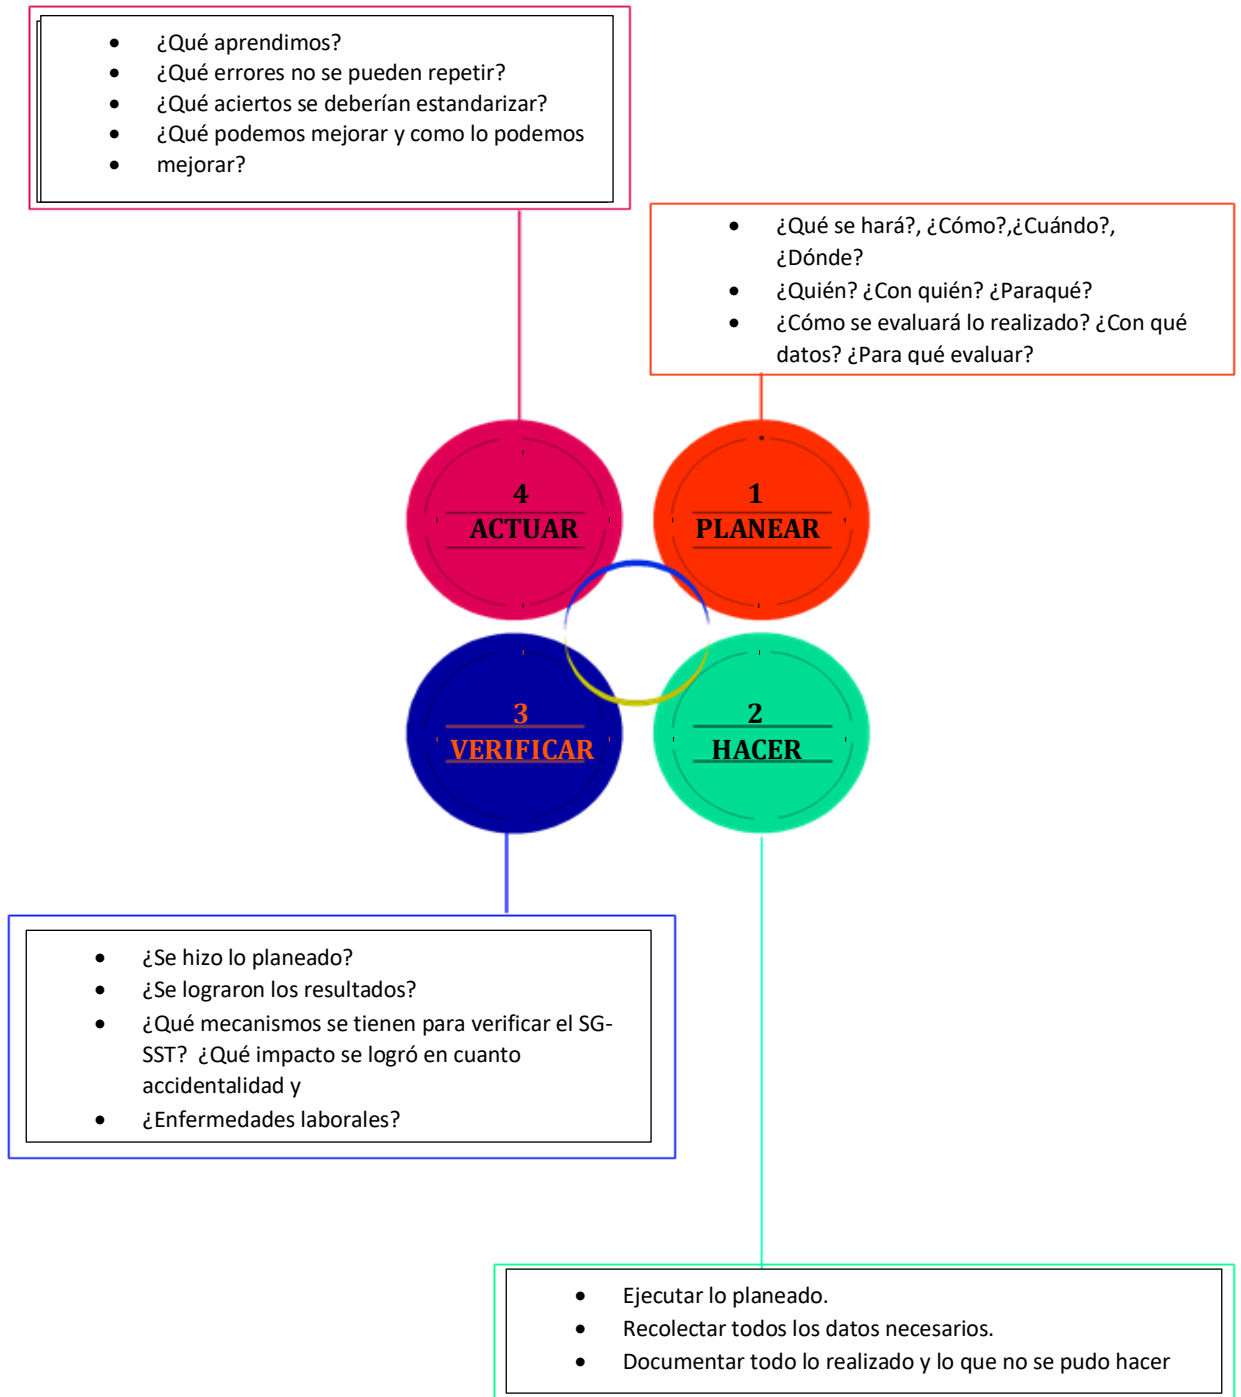 • ¿Qué aprendimos?
• ¿Qué errores no se pueden repetir?
• ¿Qué aciertos se deberían estandarizar?
• ¿Qué podemos mejorar y como lo podemos
• mejorar?
• ¿Qué se hará?, ¿Cómo?,¿Cuándo?,
¿Dónde?
• ¿Quién? ¿Con quién? ¿Paraqué?
• ¿Cómo se evaluará lo realizado? ¿Con qué
datos? ¿Para qué evaluar?
4
ACTUAR
1
PLANEAR
3
VERIFICAR
2
HACER
• ¿Se hizo lo planeado?
• ¿Se lograron los resultados?
• ¿Qué mecanismos se tienen para verificar el SG-
SST?  ¿Qué impacto se logró en cuanto
accidentalidad y
• ¿Enfermedades laborales?
• Ejecutar lo planeado.
• Recolectar todos los datos necesarios.
• Documentar todo lo realizado y lo que no se pudo hacer